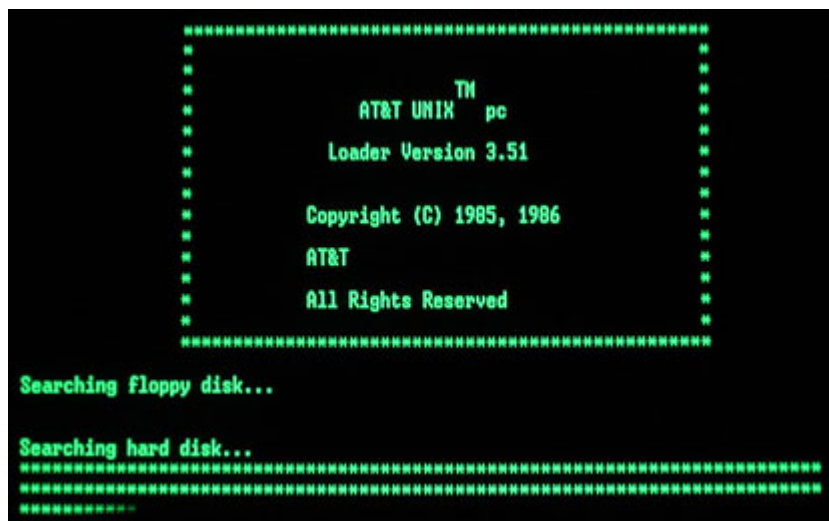 TM
AT&T UNIX pc
Loader Version 3.51
Copyright (C) 1985, 1986
AT&T
All Rights Reserved
Searching floppy disk...
Searching hard disk...